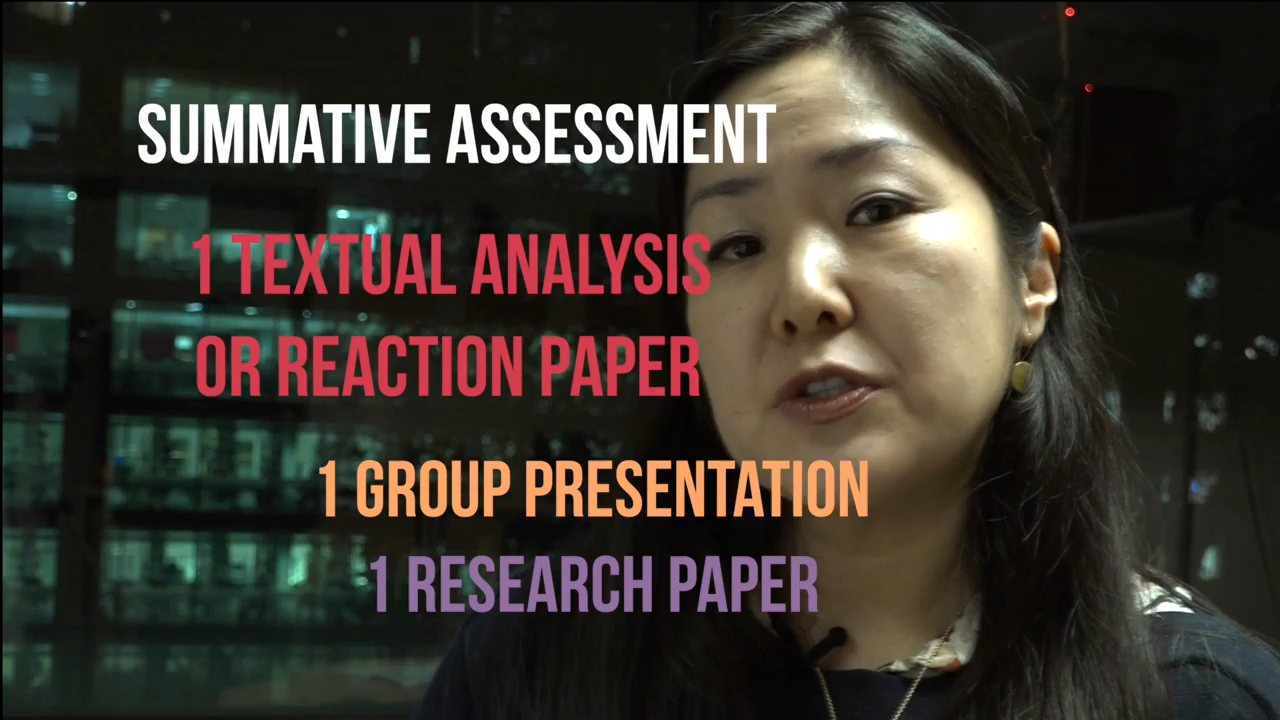 SUMMATIVE ASSESSMENT
1 TEXTUAL ANALYSIS
OR REACTION PAPER
1 GROUP PRESENTATION
1 RESEARCH PAPER